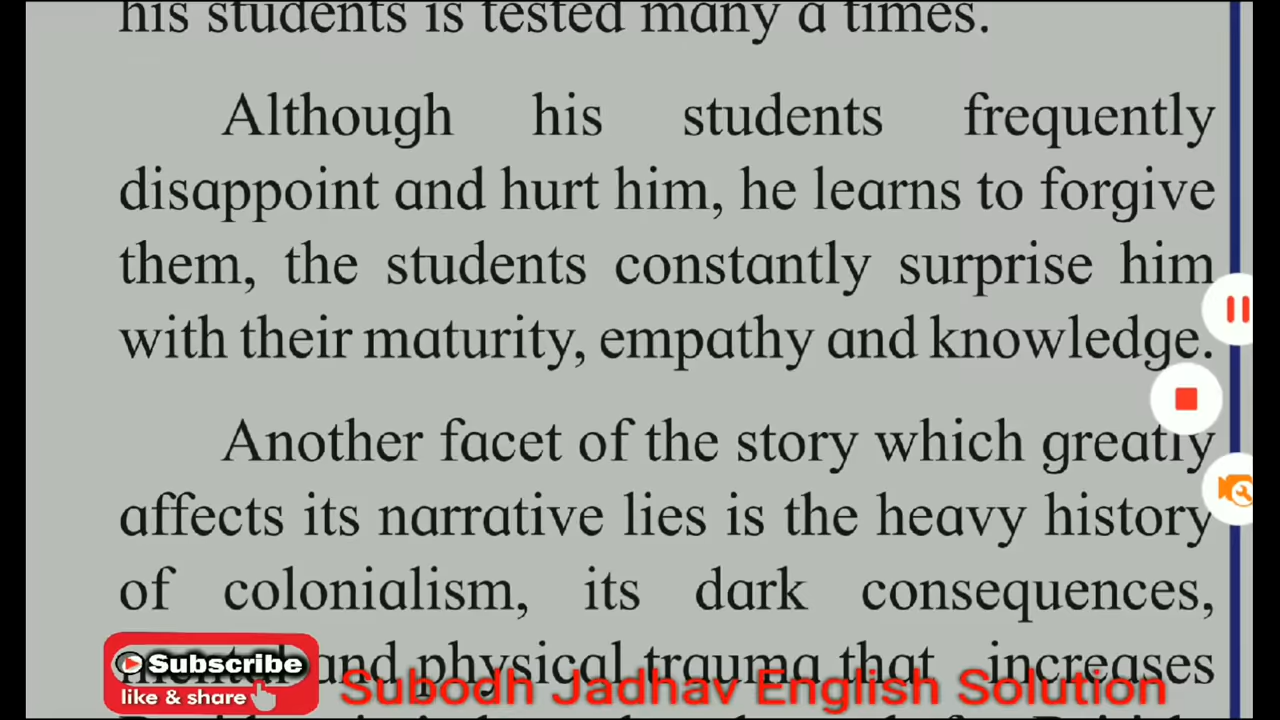 his students is tested many a times.
Although his students frequently
disappoint and hurt him, he learns to forgive
them, the students constantly surprise him
with their maturity, empathy and knowledge.
Another facet of the story which greatly
affects its narrative lies is the heavy history
of colonialism, its dark consequences,
mental and physical trauma that increases
Subscribe
like & share
Subodh Jadhav English Solution